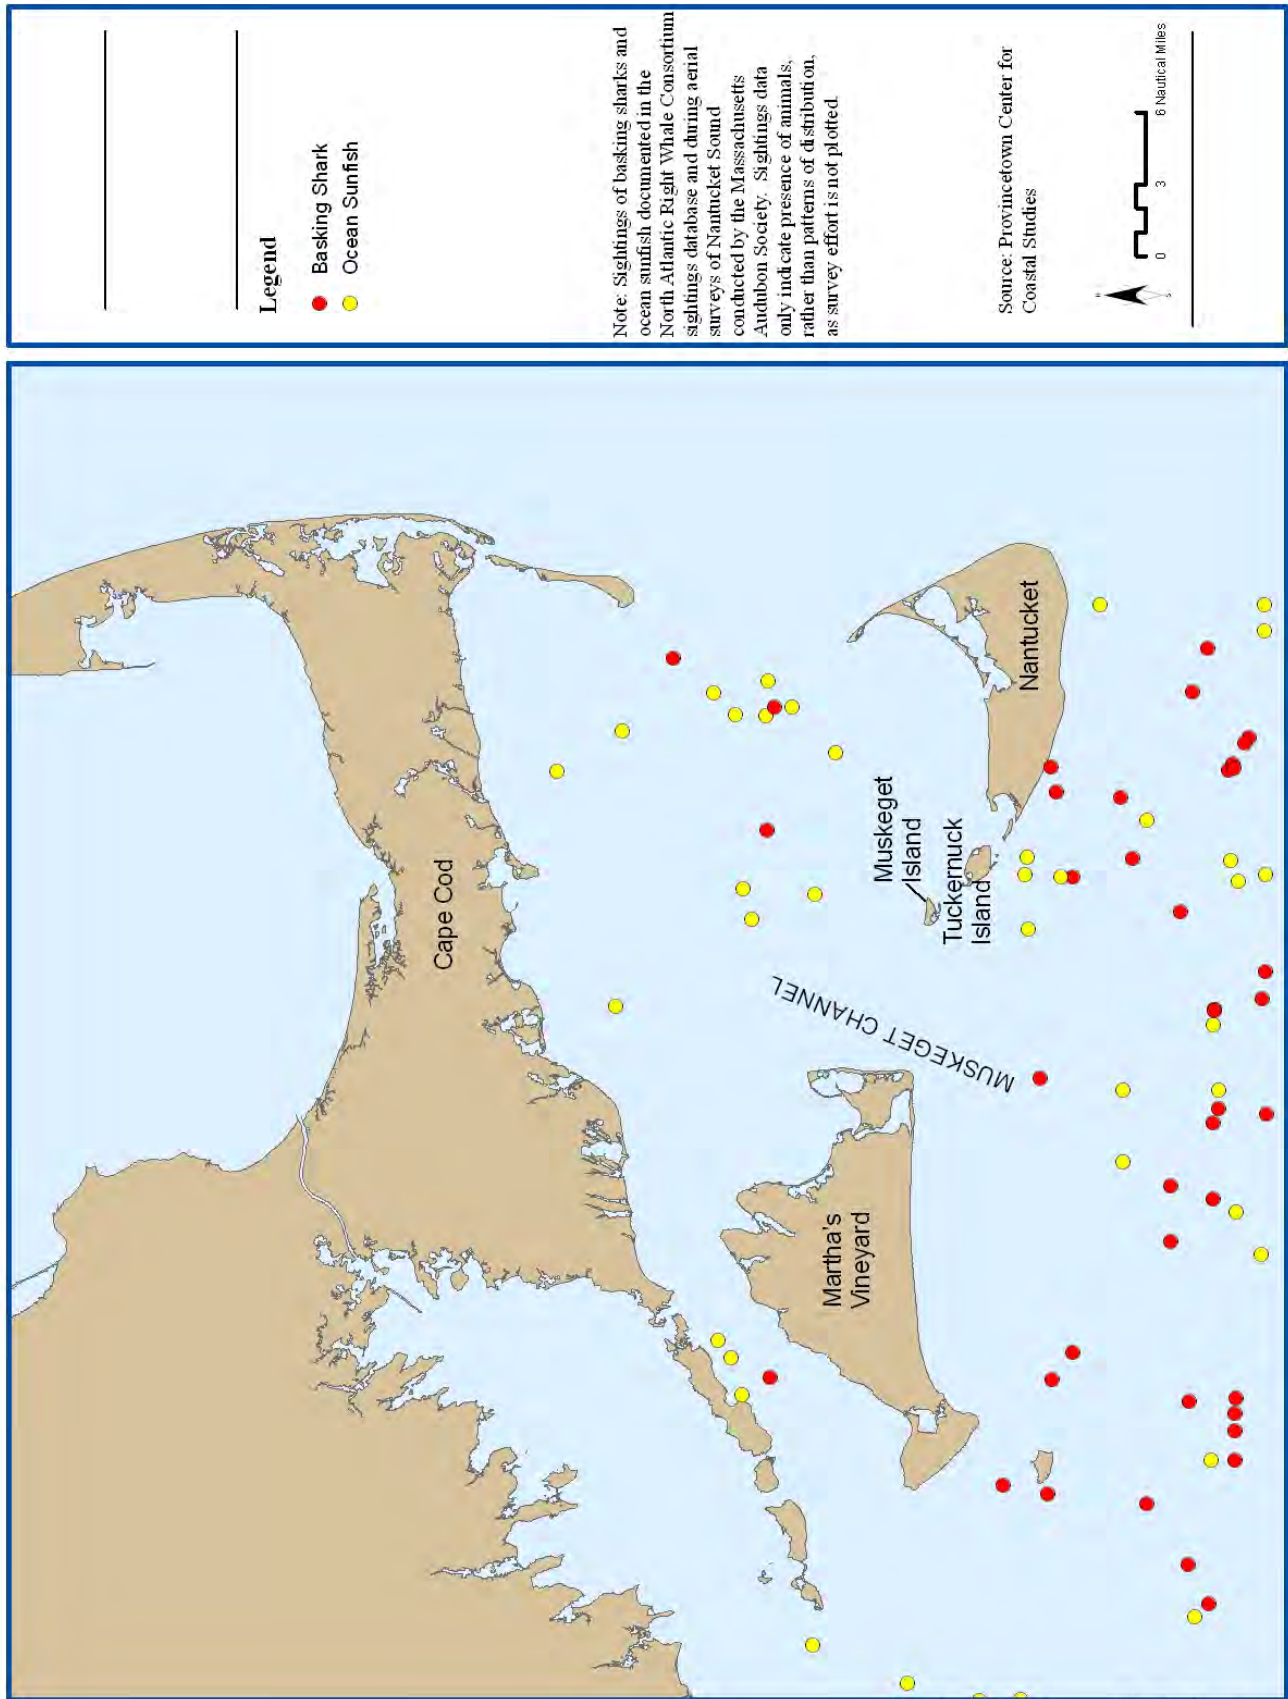 Cape Cod
Muskeget
Island
Tuckernuck
Island
Nantucket
MUSKEGET CHANNEL
Martha's
Vineyard
Legend
Basking Shark
Ocean Sunfish
Note: Sightings of basking sharks and
ocean sunfish documented in the
North Atlantic Right Whale Consortium
sightings database and during aerial
surveys of Nantucket Sound
conducted by the Massachusetts
Audubon Society. Sightings data
only indicate presence of animals,
rather than patterns of distribution,
as survey effort is not plotted.
Source: Provincetown Center for
Coastal Studies
N
S
0 3 6 Nautical Miles